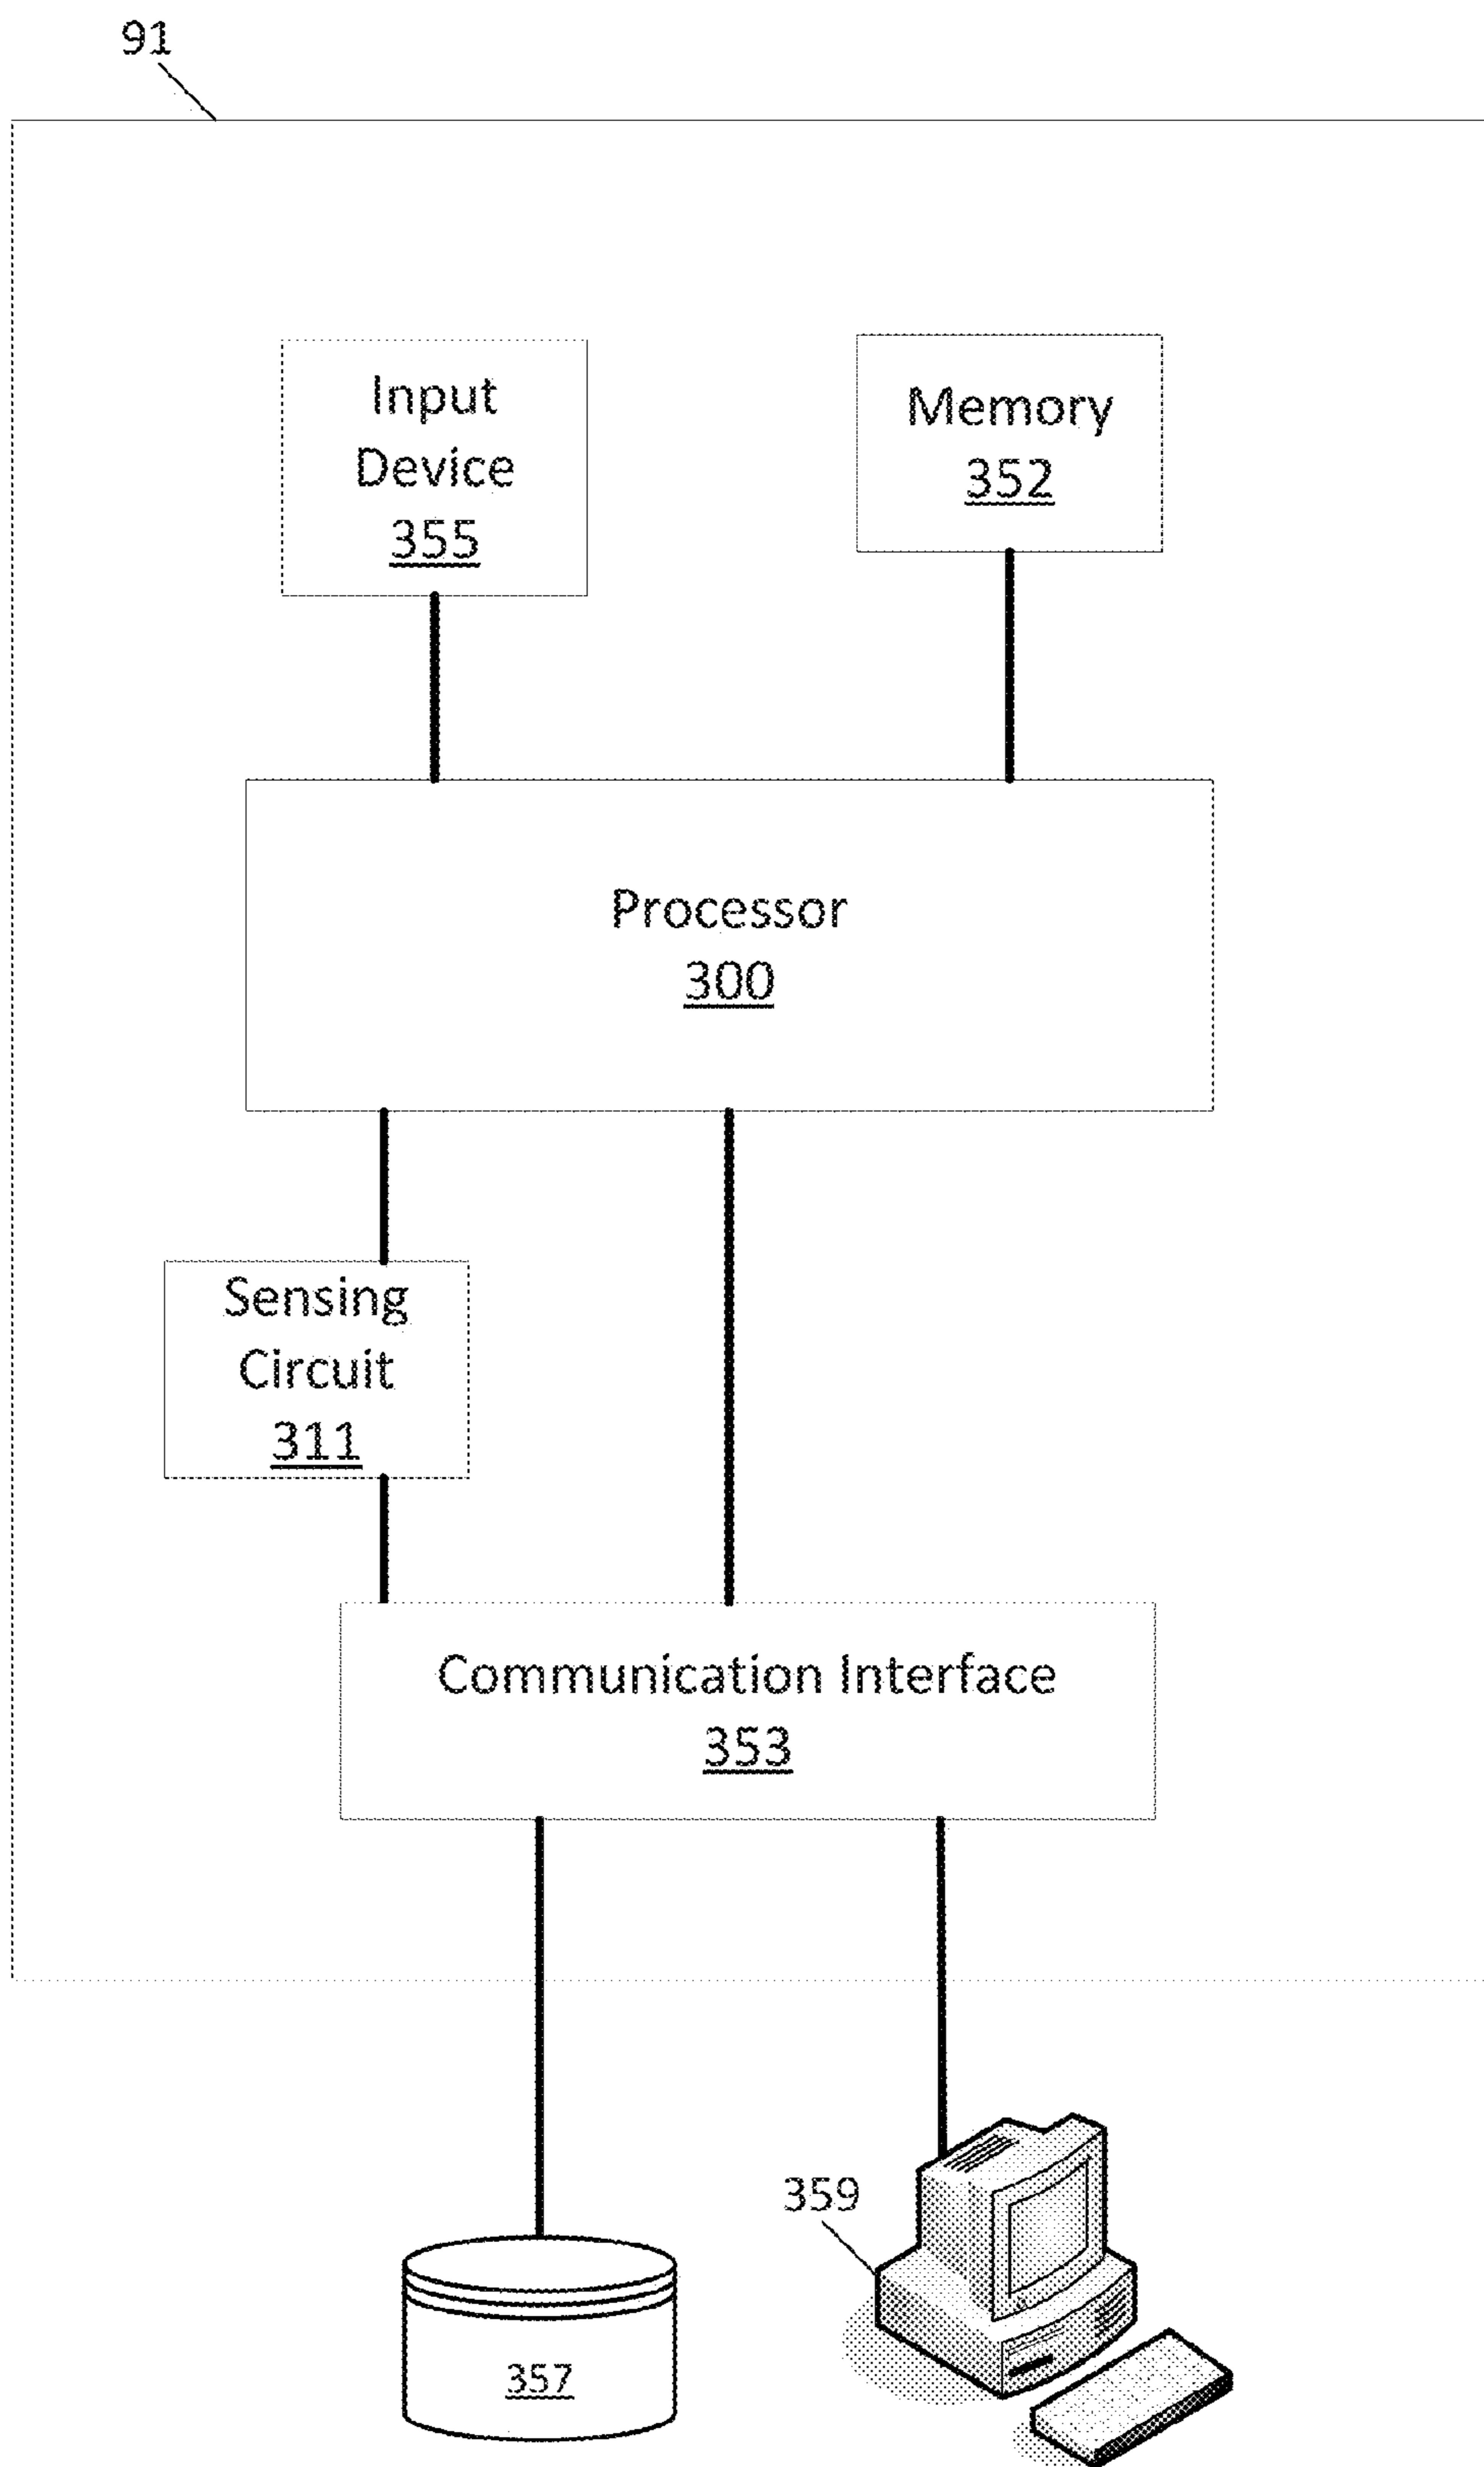 91
Input
Device
355
Memory
352
Processor
300
Sensing
Circuit
311
Communication Interface
353
359
357